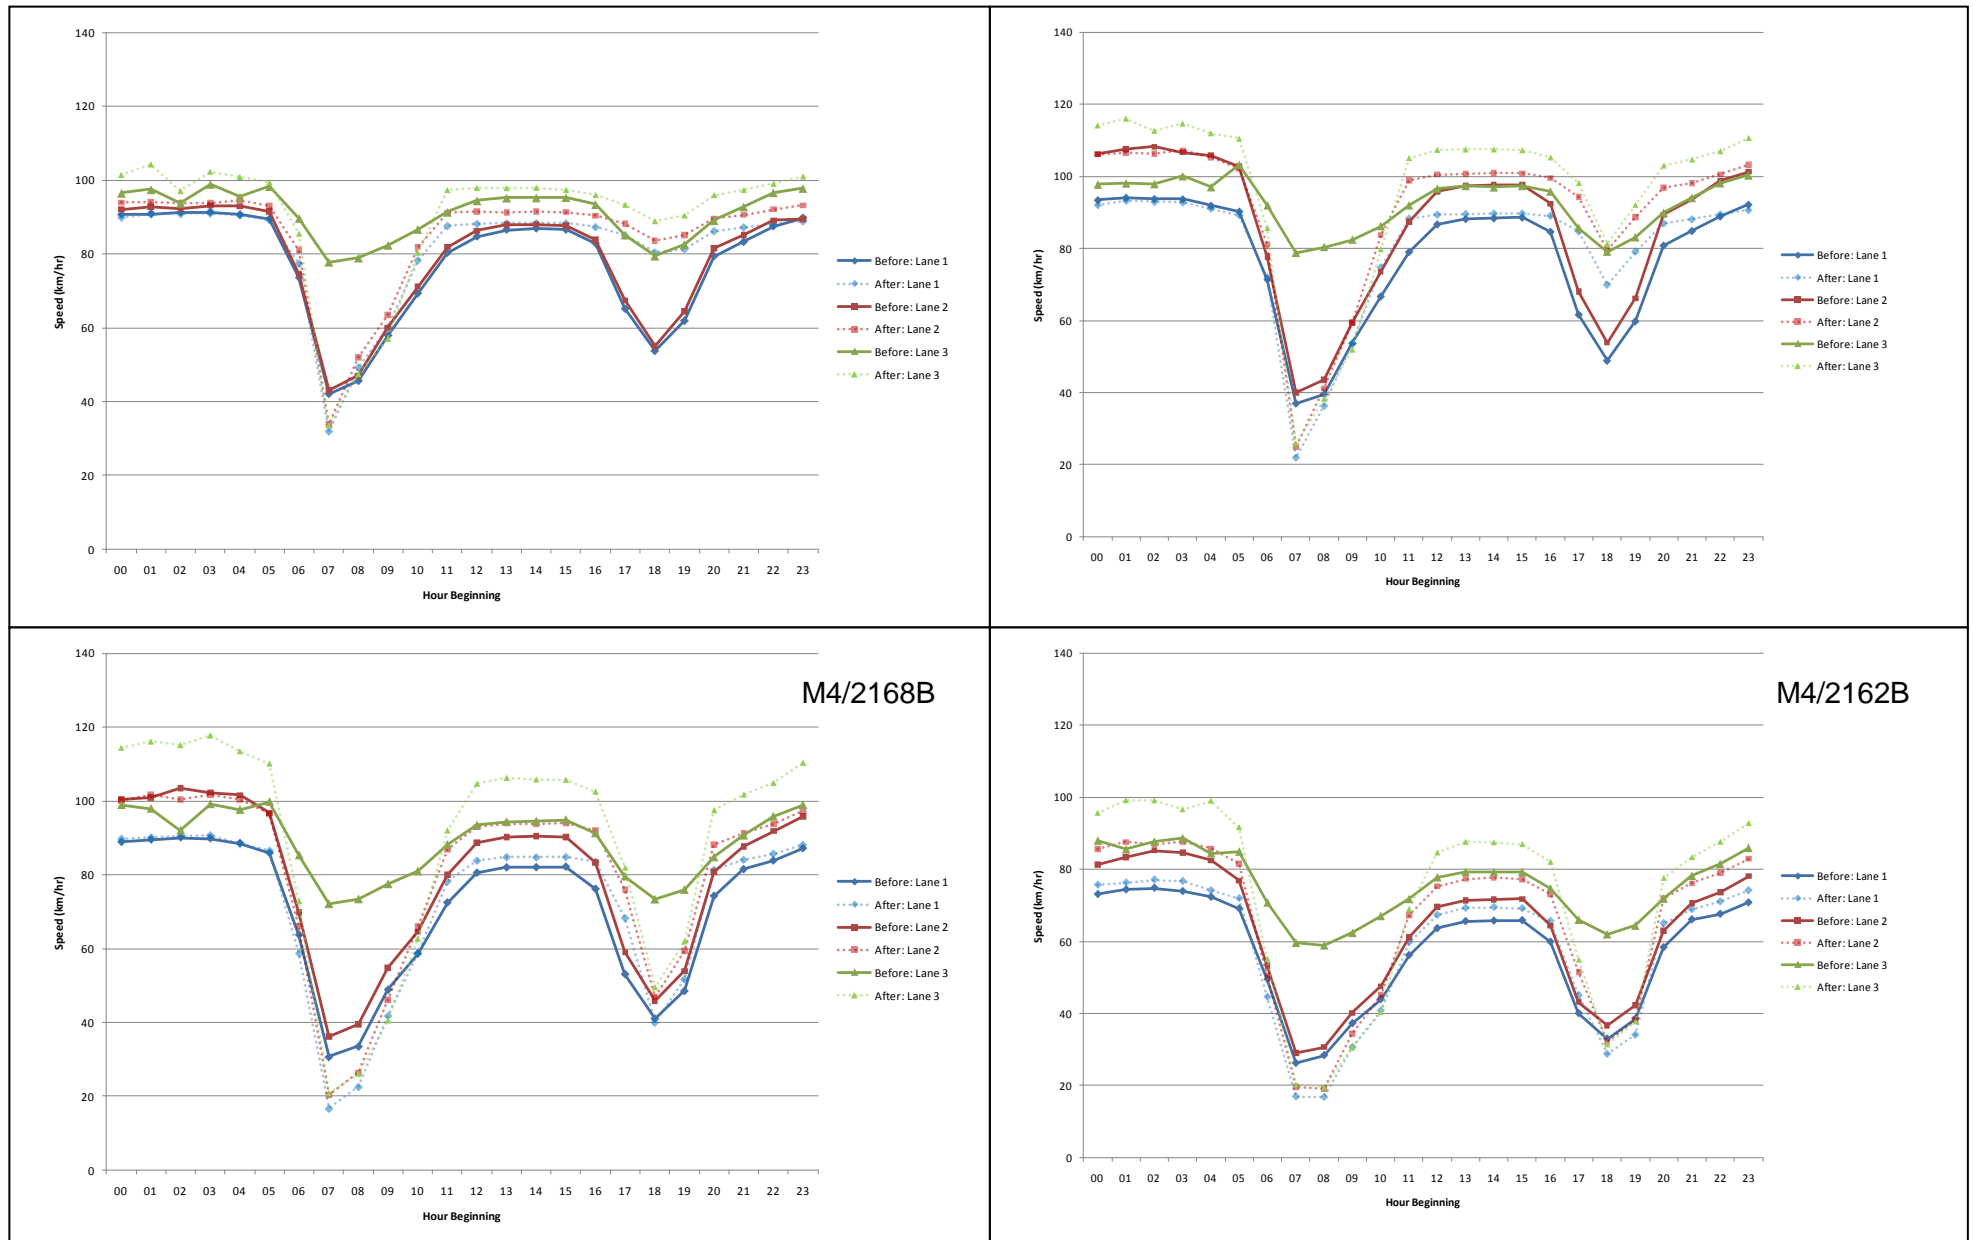 140
120
100
80
60
40
20
0
Speed (km/hr)
00 01 02 03 04 05 06 07 08 09 10 11 12 13 14 15 16 17 18 19 20 21 22 23
Hour Beginning
Before: Lane 1
After: Lane 1
Before: Lane 2
After: Lane 2
Before: Lane 3
After: Lane 3
140
120
100
80
60
40
20
0
Speed (km/hr)
00 01 02 03 04 05 06 07 08 09 10 11 12 13 14 15 16 17 18 19 20 21 22 23
Hour Beginning
Before: Lane 1
After: Lane 1
Before: Lane 2
After: Lane 2
Before: Lane 3
After: Lane 3
M4/2168B
140
120
100
80
60
40
20
0
Speed (km/hr)
00 01 02 03 04 05 06 07 08 09 10 11 12 13 14 15 16 17 18 19 20 21 22 23
Hour Beginning
Before: Lane 1
After: Lane 1
Before: Lane 2
After: Lane 2
Before: Lane 3
After: Lane 3
M4/2162B
140
120
100
80
60
40
20
0
Speed (km/hr)
00 01 02 03 04 05 06 07 08 09 10 11 12 13 14 15 16 17 18 19 20 21 22 23
Hour Beginning
Before: Lane 1
After: Lane 1
Before: Lane 2
After: Lane 2
Before: Lane 3
After: Lane 3